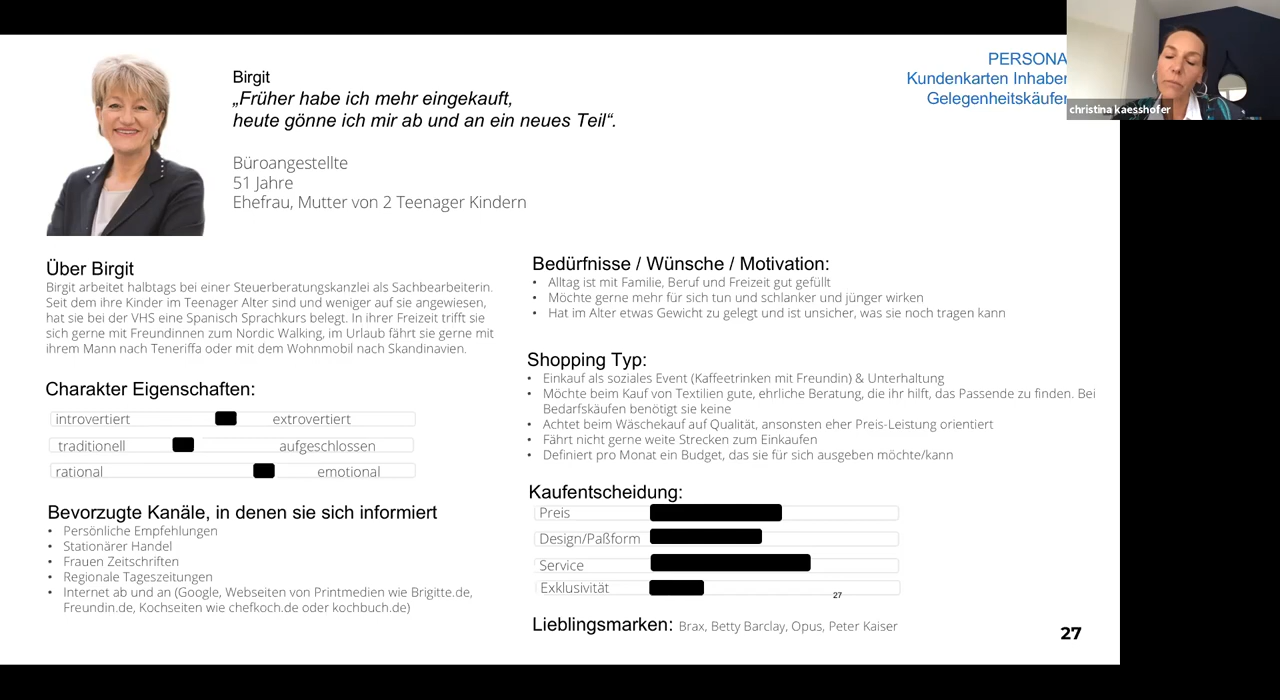 Birgit
„Früher habe ich mehr eingekauft,
heute gönne ich mir ab und an ein neues Teil“.
Büroangestellte
51 Jahre
Ehefrau, Mutter von 2 Teenager Kindern
PERSONA
Kundenkarten Inhaber
Gelegenheitskäufer
christina kaesshofer
Über Birgit
Birgit arbeitet halbtags bei einer Steuerberatungskanzlei als Sachbearbeiterin.
Seit dem ihre Kinder im Teenager Alter sind und weniger auf sie angewiesen,
hat sie bei der VHS eine Spanisch Sprachkurs belegt. In ihrer Freizeit trifft sie
sich gerne mit Freundinnen zum Nordic Walking, im Urlaub fährt sie gerne mit
ihrem Mann nach Teneriffa oder mit dem Wohnmobil nach Skandinavien.
Charakter Eigenschaften:
introvertiert extrovertiert
traditionell aufgeschlossen
rational emotional
Bevorzugte Kanäle, in denen sie sich informiert
• Persönliche Empfehlungen
• Stationärer Handel
• Frauen Zeitschriften
• Regionale Tageszeitungen
• Internet ab und an (Google, Webseiten von Printmedien wie Brigitte.de,
Freundin.de, Kochseiten wie chefkoch.de oder kochbuch.de)
Bedürfnisse / Wünsche / Motivation:
• Alltag ist mit Familie, Beruf und Freizeit gut gefüllt
• Möchte gerne mehr für sich tun und schlanker und jünger wirken
• Hat im Alter etwas Gewicht zu gelegt und ist unsicher, was sie noch tragen kann
Shopping Typ:
• Einkauf als soziales Event (Kaffeetrinken mit Freundin) & Unterhaltung
• Möchte beim Kauf von Textilien gute, ehrliche Beratung, die ihr hilft, das Passende zu finden. Bei
Bedarfskäufen benötigt sie keine
• Achtet beim Wäschekauf auf Qualität, ansonsten eher Preis-Leistung orientiert
• Fährt nicht gerne weite Strecken zum Einkaufen
• Definiert pro Monat ein Budget, das sie für sich ausgeben möchte/kann
Kaufentscheidung:
Preis
Design/Paßform
Service
Exklusivität
27
Lieblingsmarken: Brax, Betty Barclay, Opus, Peter Kaiser
27